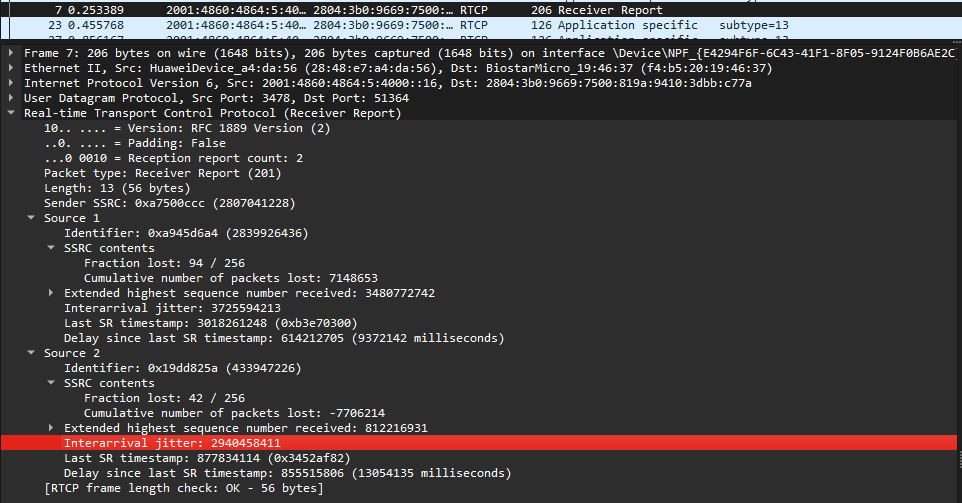 7 0.253389 2001:4860:4864:5:40… 2804:3b0:9669:7500:… RTCP 206 Receiver Report
23 0.455768 2001:4860:4864:5:40… 2804:3b0:9669:7500:… RTCP 126 Application specific subtype=13
Frame 7: 206 bytes on wire (1648 bits), 206 bytes captured (1648 bits) on interface \Device\NPF_{E4294F6F-6C43-41F1-8F05-9124F0B6AE2C
Ethernet II, Src: HuaweiDevice_a4:da:56 (28:48:e7:a4:da:56), Dst: BiostarMicro_19:46:37 (f4:b5:20:19:46:37)
Internet Protocol Version 6, Src: 2001:4860:4864:5:4000::16, Dst: 2804:3b0:9669:7500:819a:9410:3dbb:c77a
User Datagram Protocol, Src Port: 3478, Dst Port: 51364
Real-time Transport Control Protocol (Receiver Report)
10.. .... = Version: RFC 1889 Version (2)
..0. .... = Padding: False
...0 0010 = Reception report count: 2
Packet type: Receiver Report (201)
Length: 13 (56 bytes)
Sender SSRC: 0xa7500ccc (2807041228)
Source 1
Identifier: 0xa945d6a4 (2839926436)
SSRC contents
Fraction lost: 94 / 256
Cumulative number of packets lost: 7148653
Extended highest sequence number received: 3480772742
Interarrival jitter: 3725594213
Last SR timestamp: 3018261248 (0xb3e70300)
Delay since last SR timestamp: 614212705 (9372142 milliseconds)
Source 2
Identifier: 0x19dd825a (433947226)
SSRC contents
Fraction lost: 42 / 256
Cumulative number of packets lost: -7706214
Extended highest sequence number received: 812216931
Interarrival jitter: 2940458411
Last SR timestamp: 877834114 (0x3452af82)
Delay since last SR timestamp: 855515806 (13054135 milliseconds)
[RTCP frame length check: OK - 56 bytes]